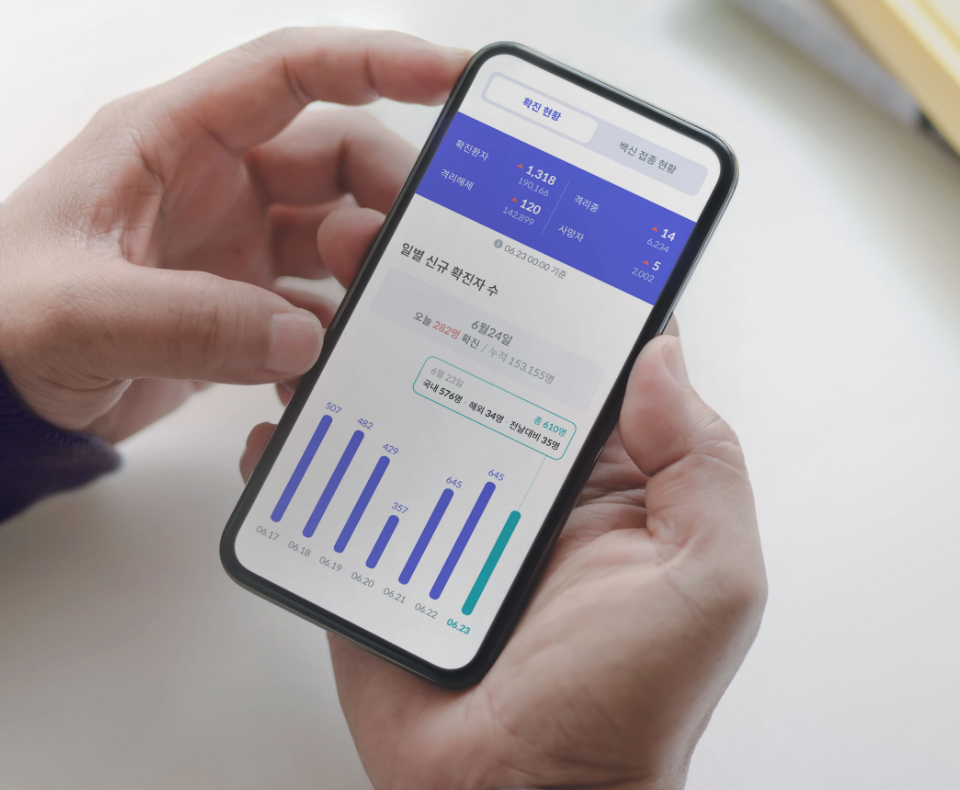 확진 현황
백신 접종 현황
확진환자 1,318
190,166
격리중 14
6,234
격리해제 120
142,899
사망자 5
2,002
06.23 00:00 기준
일별 신규 확진자 수
6월24일
오늘 282명 확진 / 누적 153,155명
6월 23일 총 610명
국내 576명 · 해외 34명 · 전날대비 35명
507 482 429 357 645 645
06.17 06.18 06.19 06.20 06.21 06.22 06.23